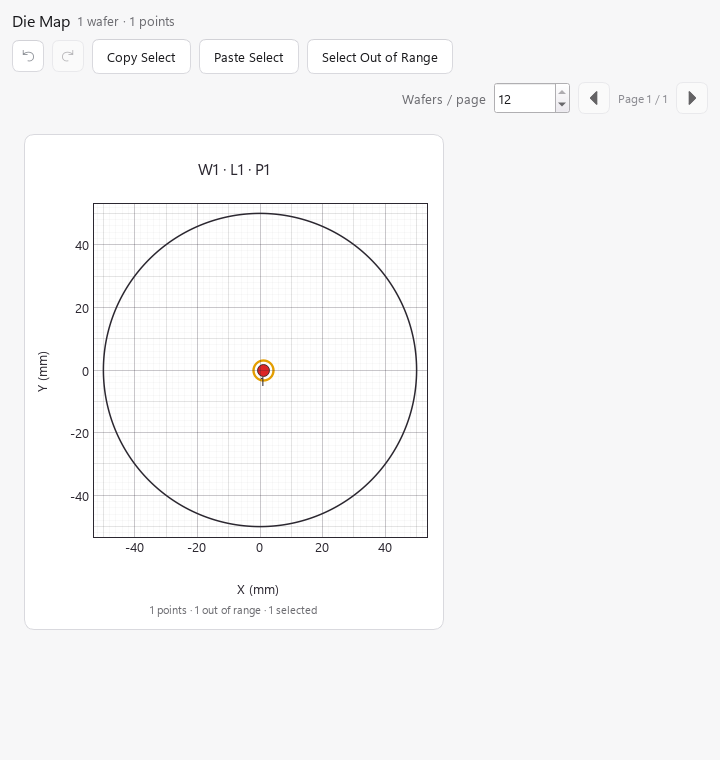 Die Map 1 wafer · 1 points
Copy Select Paste Select Select Out of Range
Wafers / page 12 Page 1 / 1
W1 · L1 · P1
40
20
0
-20
-40
Y (mm)
1
-40 -20 0 20 40
X (mm)
1 points · 1 out of range · 1 selected